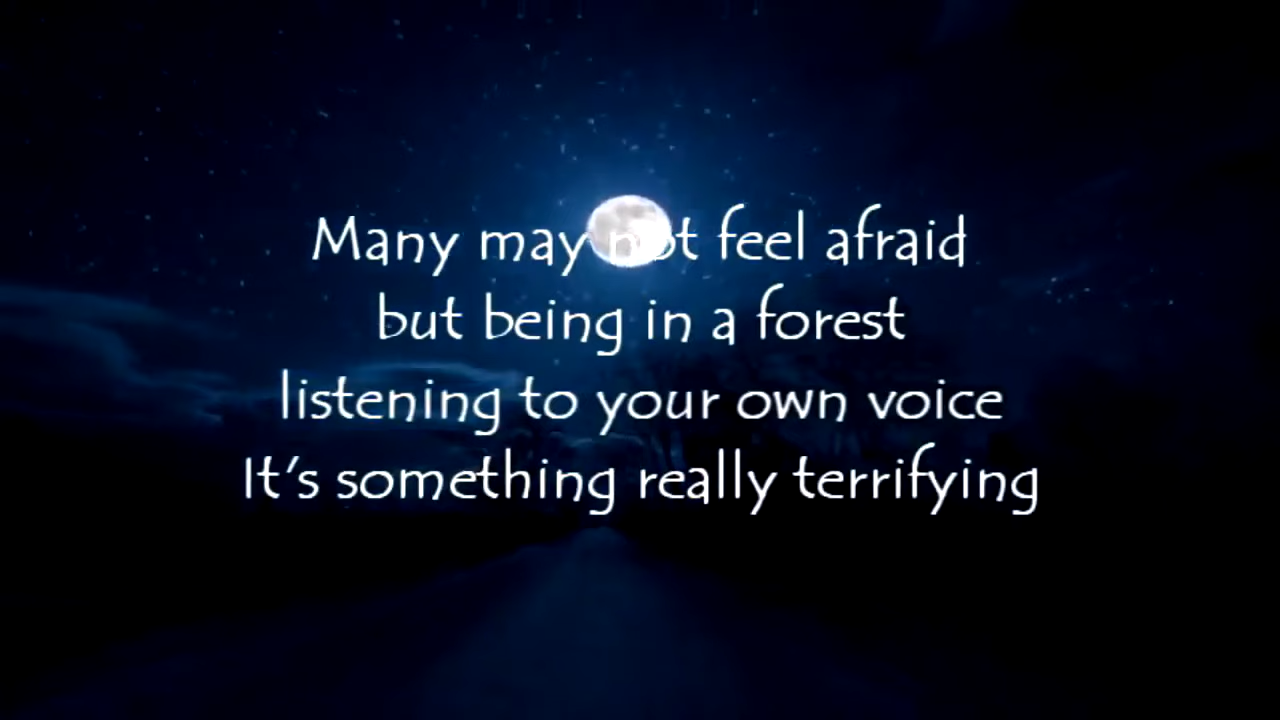 Many may not feel afraid
but being in a forest
listening to your own voice
It's something really terrifying